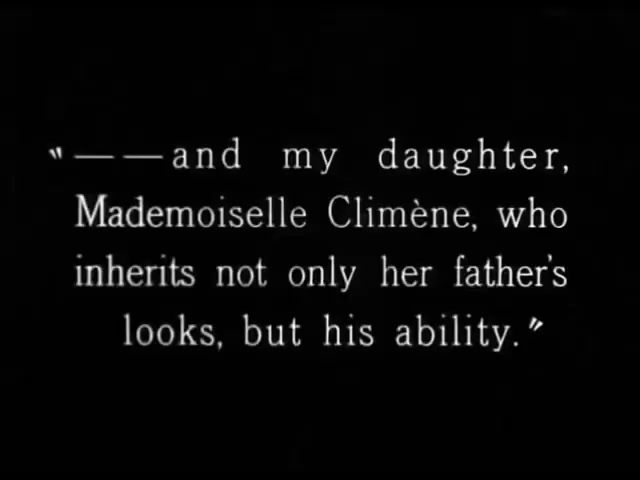 "——and my daughter,
Mademoiselle Climène, who
inherits not only her father's
looks, but his ability."